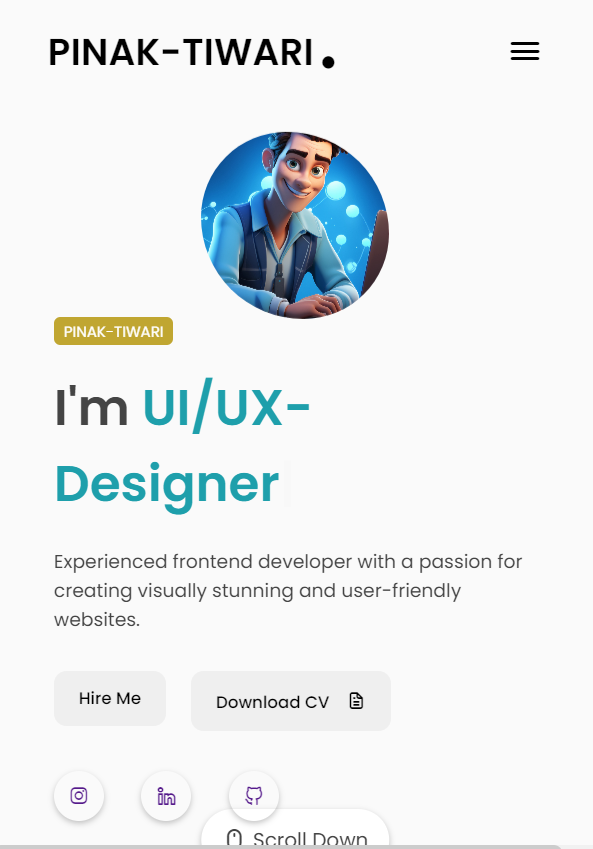 PINAK-TIWARI.
PINAK-TIWARI
I'm UI/UX-
Designer
Experienced frontend developer with a passion for
creating visually stunning and user-friendly
websites.
Hire Me
Download CV
Scroll Down